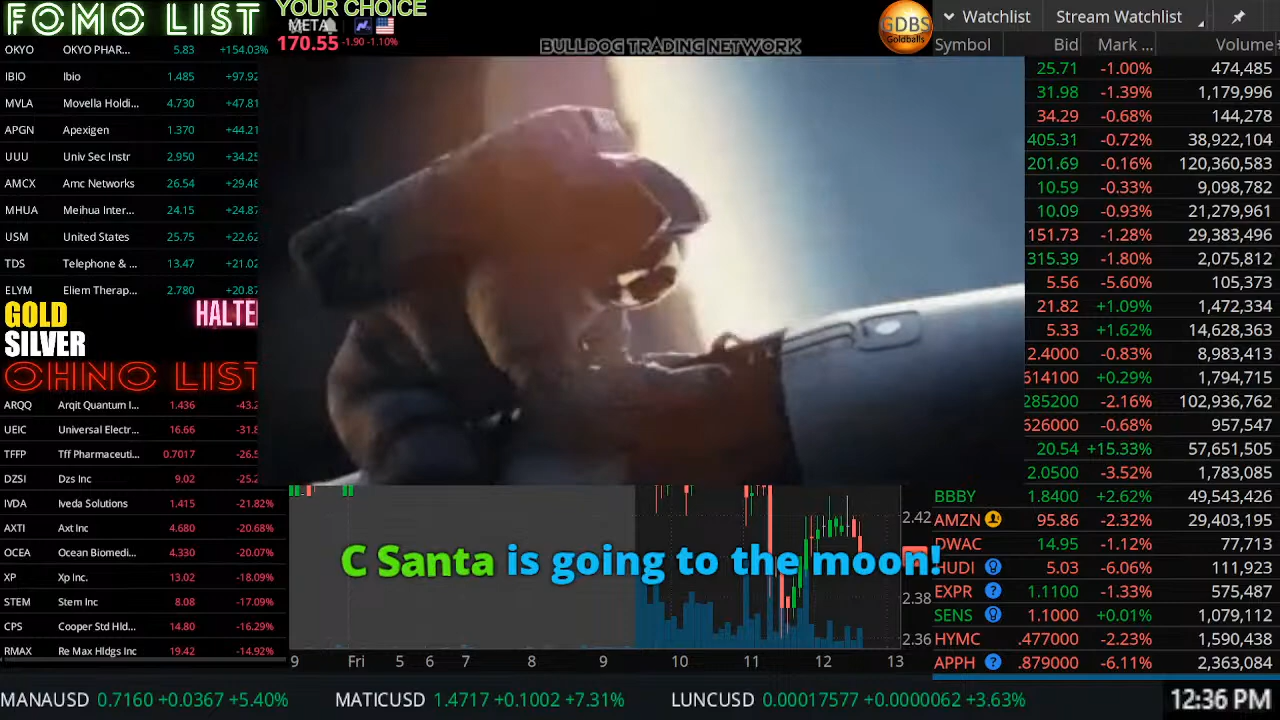 FOMO LIST
OKYO OKYO PHAR... 5.83 +154.03%
IBIO Ibio 1.485 +97.92
MVLA Movella Holdi... 4.730 +47.81
APGN Apexigen 1.370 +44.21
UUU Univ Sec Instr 2.950 +34.25
AMCX Amc Networks 26.54 +29.48
MHUA Meihua Inter... 24.15 +24.87
USM United States 25.75 +22.62
TDS Telephone & ... 13.47 +21.02
ELYM Eliem Therap... 2.780 +20.87
GOLD HALTE
SILVER
OHNO LIST
ARQQ Arqit Quantum I... 1.436 -43.2
UEIC Universal Electr... 16.66 -31.8
TFFP Tff Pharmaceuti... 0.7017 -26.5
DZSI Dzs Inc 9.02 -25.2
IVDA Iveda Solutions 1.415 -21.82%
AXTI Axt Inc 4.680 -20.68%
OCEA Ocean Biomedi... 4.330 -20.07%
XP Xp Inc. 13.02 -18.09%
STEM Stem Inc 8.08 -17.09%
CPS Cooper Std Hld... 14.80 -16.29%
RMAX Re Max Hldgs Inc 19.42 -14.92%
YOUR CHOICE
META
170.55 -1.90 -1.10%
BULLDOG TRADING NETWORK
GDBS
Goldballs
C Santa is going to the moon!
2.42
2.38
2.36
9 Fri 5 6 7 8 9 10 11 12 13
Watchlist Stream Watchlist
Symbol Bid Mark ... Volume
25.71 -1.00% 474,485
31.98 -1.39% 1,179,996
34.29 -0.68% 144,278
405.31 -0.72% 38,922,104
201.69 -0.16% 120,360,583
10.59 -0.33% 9,098,782
10.09 -0.93% 21,279,961
151.73 -1.28% 29,383,496
315.39 -1.80% 2,075,812
5.56 -5.60% 105,373
21.82 +1.09% 1,472,334
5.33 +1.62% 14,628,363
2.4000 -0.83% 8,983,413
614100 +0.29% 1,794,715
285200 -2.16% 102,936,762
626000 -0.68% 957,547
20.54 +15.33% 57,651,505
2.0500 -3.52% 1,783,085
BBBY 1.8400 +2.62% 49,543,426
AMZN 95.86 -2.32% 29,403,195
DWAC 14.95 -1.12% 77,713
HUDI 5.03 -6.06% 111,923
EXPR 1.1100 -1.33% 575,487
SENS 1.1000 +0.01% 1,079,112
HYMC .477000 -2.23% 1,590,438
APPH .879000 -6.11% 2,363,084
MANAUSD 0.7160 +0.0367 +5.40% MATICUSD 1.4717 +0.1002 +7.31% LUNCUSD 0.00017577 +0.0000062 +3.63% 12:36 PM